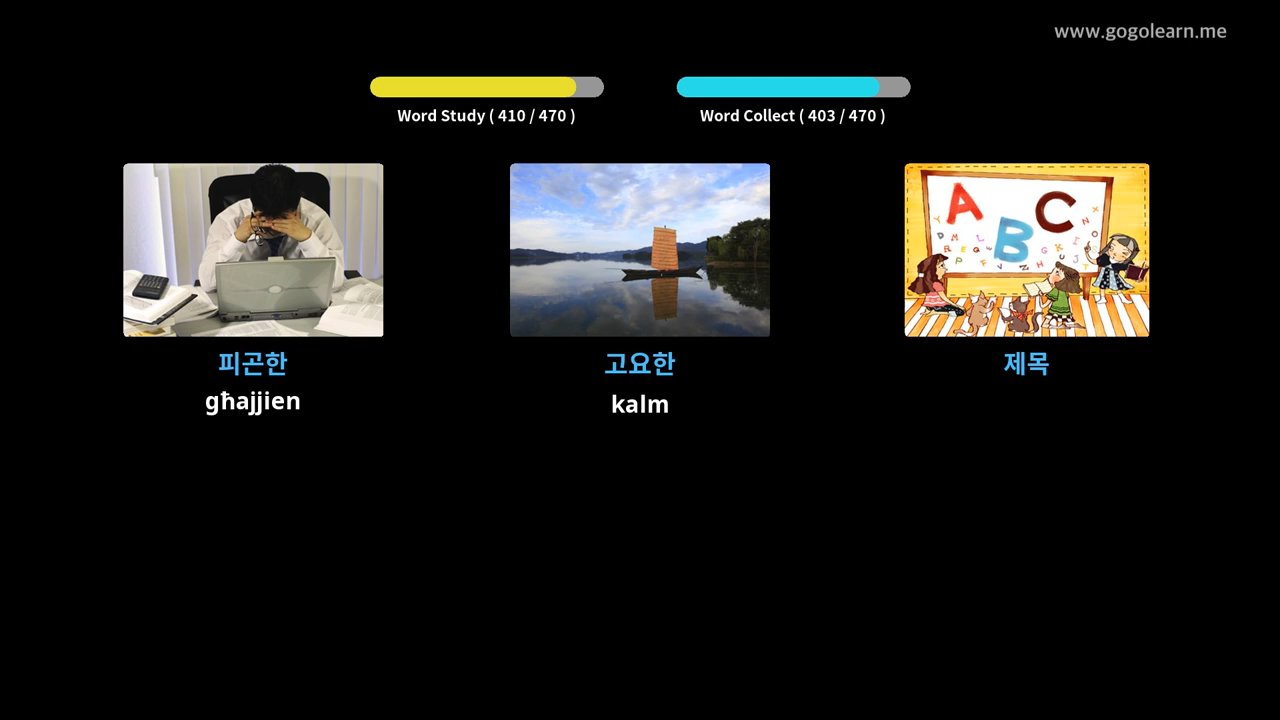 www.gogolearn.me
Word Study ( 410 / 470 )
Word Collect ( 403 / 470 )
A B C
피곤한
għajjien
고요한
kalm
제목